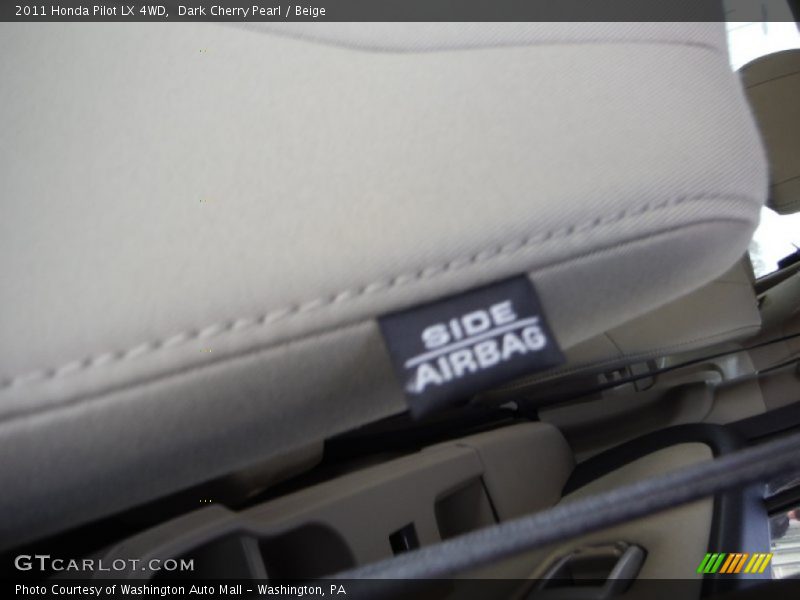 2011 Honda Pilot LX 4WD,  Dark Cherry Pearl / Beige
SIDE
AIRBAG
GTCARLOT.COM
Photo Courtesy of Washington Auto Mall - Washington, PA